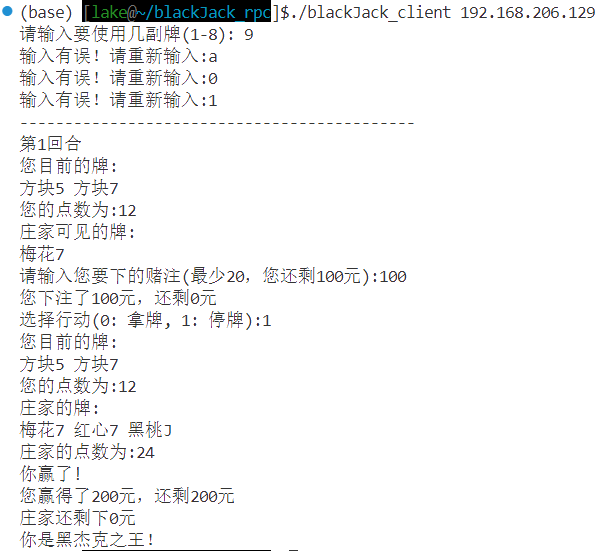 (base) [lake@~/blackJack_rpc]$./blackJack_client 192.168.206.129
请输入要使用几副牌(1-8): 9
输入有误! 请重新输入:a
输入有误! 请重新输入:0
输入有误! 请重新输入:1
-------------------------------------------
第1回合
您目前的牌:
方块5 方块7
您的点数为:12
庄家可见的牌:
梅花7
请输入您要下的赌注(最少20, 您还剩100元):100
您下注了100元, 还剩0元
选择行动(0: 拿牌, 1: 停牌):1
您目前的牌:
方块5 方块7
您的点数为:12
庄家的牌:
梅花7 红心7 黑桃J
庄家的点数为:24
你赢了!
您赢得了200元, 还剩200元
庄家还剩下0元
你是黑杰克之王!